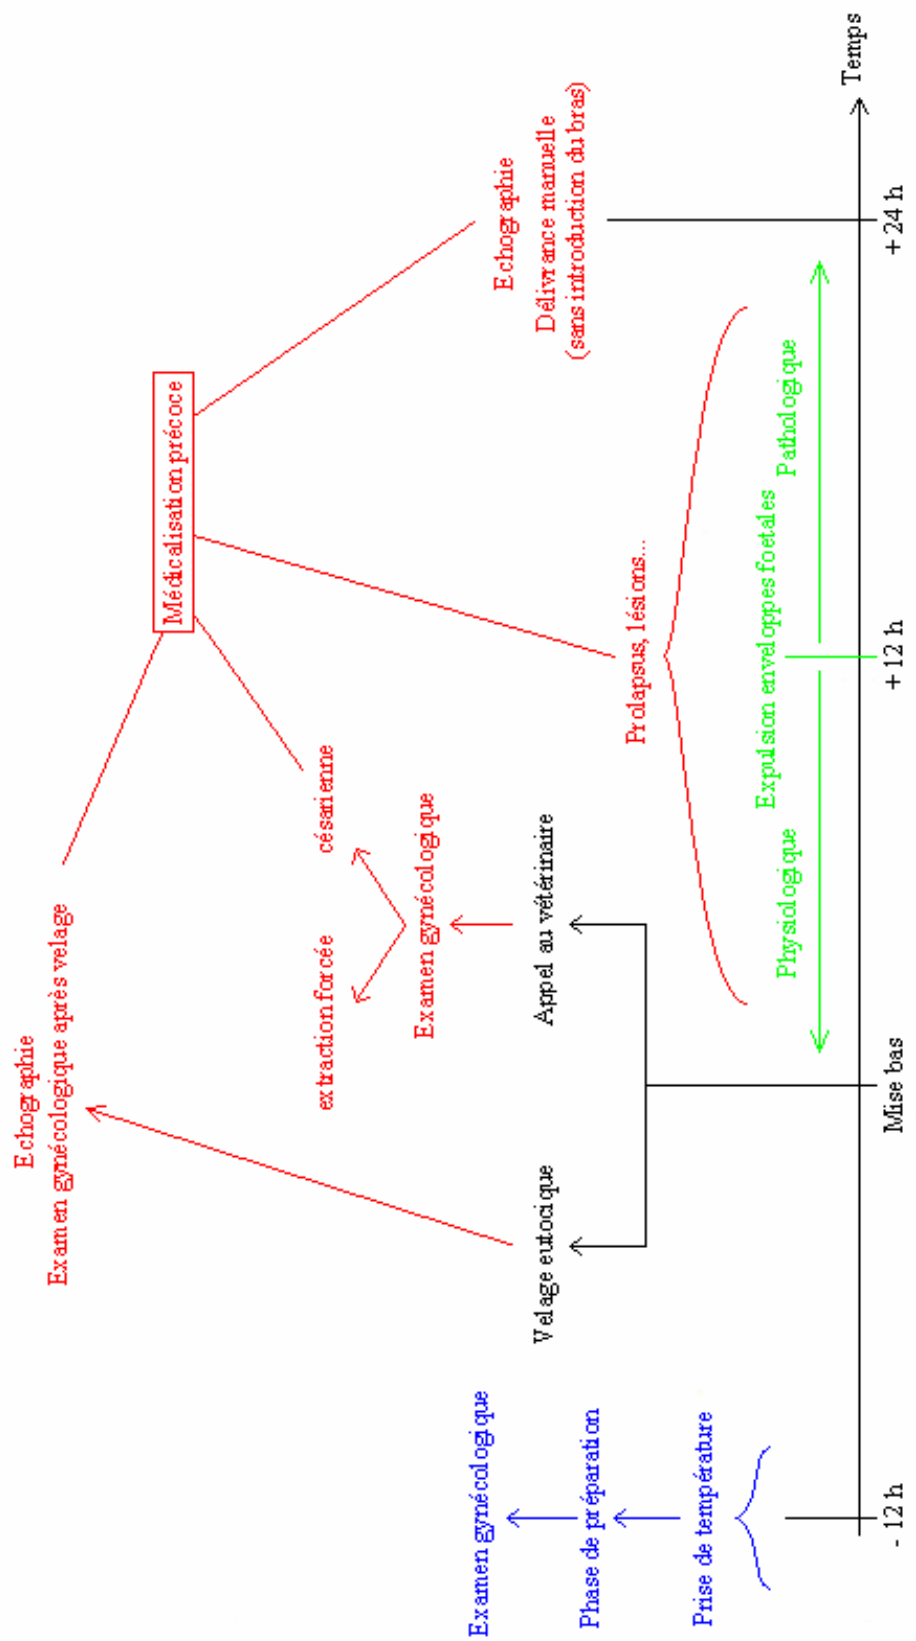 Echographie
Examen gynécologique après velage
Médicalisation précoce
extraction forcée
césarienne
Examen gynécologique
Examen gynécologique
Echographie
Délivrance manuelle
(sans introduction du bras)
Velage eutocique
Appel au vétérinaire
Phase de préparation
Prolapsus, lésions...
Prise de température
Physiologique
Expulsion enveloppes foetales
Pathologique
- 12 h
Mise bas
+12 h
+24 h
Temps